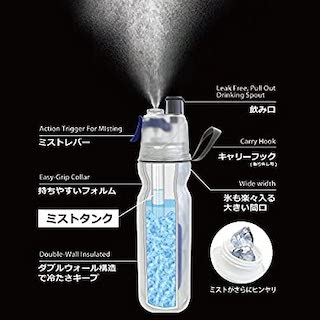 Leak Free, Pull Out
Drinking Spout
飲み口
Action Trigger For Misting
ミストレバー
Carry Hook
キャリーフック
Easy-Grip Collar
持ちやすいフォルム
Wide width
氷も楽々入る
大きい間口
ミストタンク
Double-Wall Insulated
ダブルウォール構造
で冷たさキープ
ミストがさらにヒンヤリ